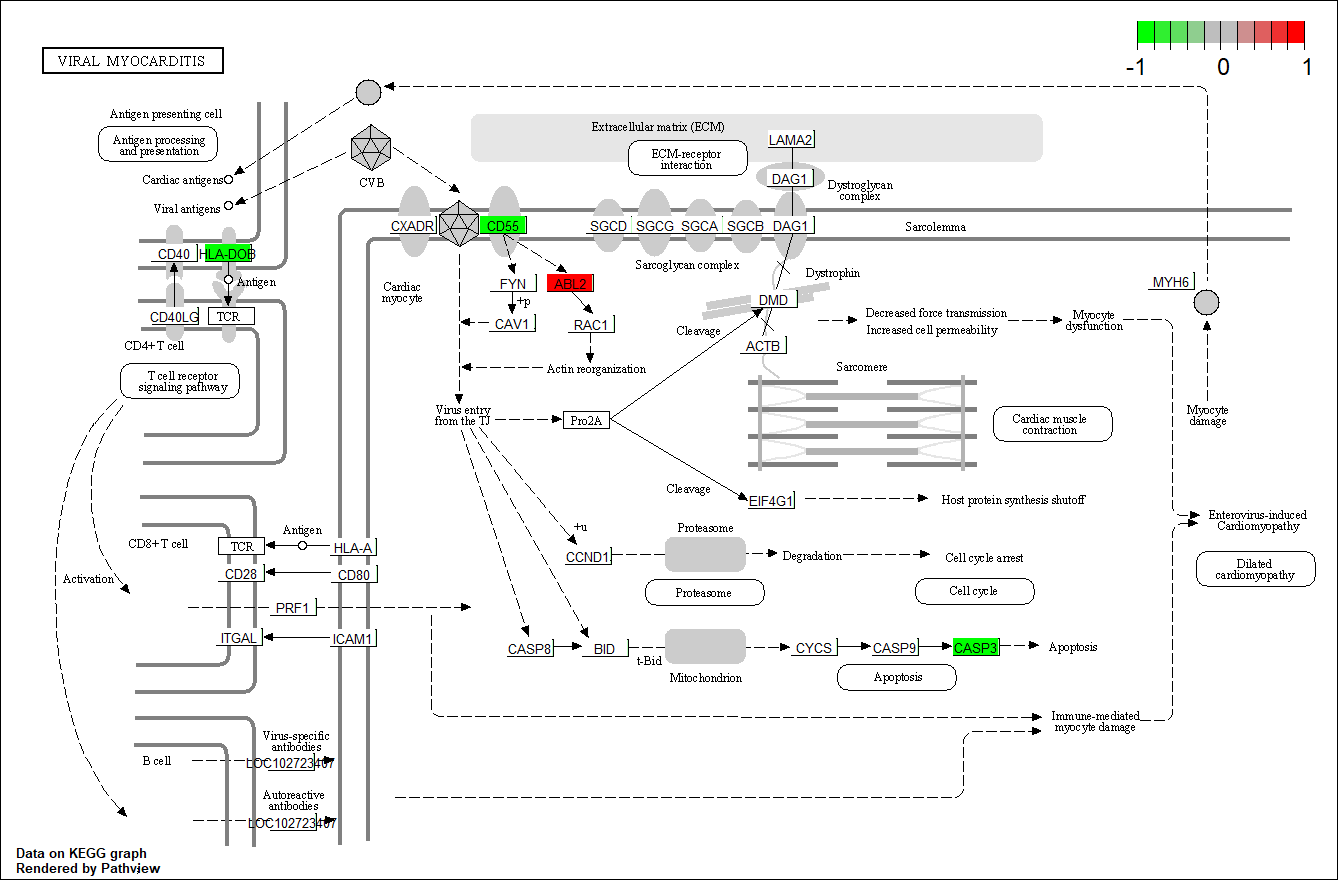 VIRAL MYOCARDITIS
-1
0
1
Antigen presenting cell
Antigen processing
and presentation
Cardiac antigens
Viral antigens
CVB
Extracellular matrix (ECM)
ECM-receptor
interaction
LAMA2
DAG1
Dystroglycan
complex
CXADR
CD55
SGCD
SGCG
SGCA
SGCB
DAG1
Sarcolemma
CD40
HLA-DOB
Antigen
CD40LG
TCR
CD4+T cell
T cell receptor
signaling pathway
Cardiac
myocyte
FYN
ABL2
+p
CAV1
RAC1
Actin reorganization
Sarcoglycan complex
Dystrophin
DMD
Cleavage
ACTB
Decreased force transmission
Increased cell permeability
Myocyte
dysfunction
MYH6
Sarcomere
Cardiac muscle
contraction
Myocyte
damage
Virus entry
from the TJ
Pro2A
Cleavage
EIF4G1
Host protein synthesis shutoff
Enterovirus-induced
Cardiomyopathy
Dilated
cardiomyopathy
CD8+T cell
TCR
Antigen
HLA-A
CD28
CD80
Activation
PRF1
ITGAL
ICAM1
+u
CCND1
Proteasome
Degradation
Cell cycle arrest
Proteasome
Cell cycle
CASP8
BID
t-Bid
Mitochondrion
CYCS
CASP9
CASP3
Apoptosis
Apoptosis
Immune-mediated
myocyte damage
Virus-specific
antibodies
B cell
LOC102723407
Autoreactive
antibodies
LOC102723407
Data on KEGG graph
Rendered by Pathview